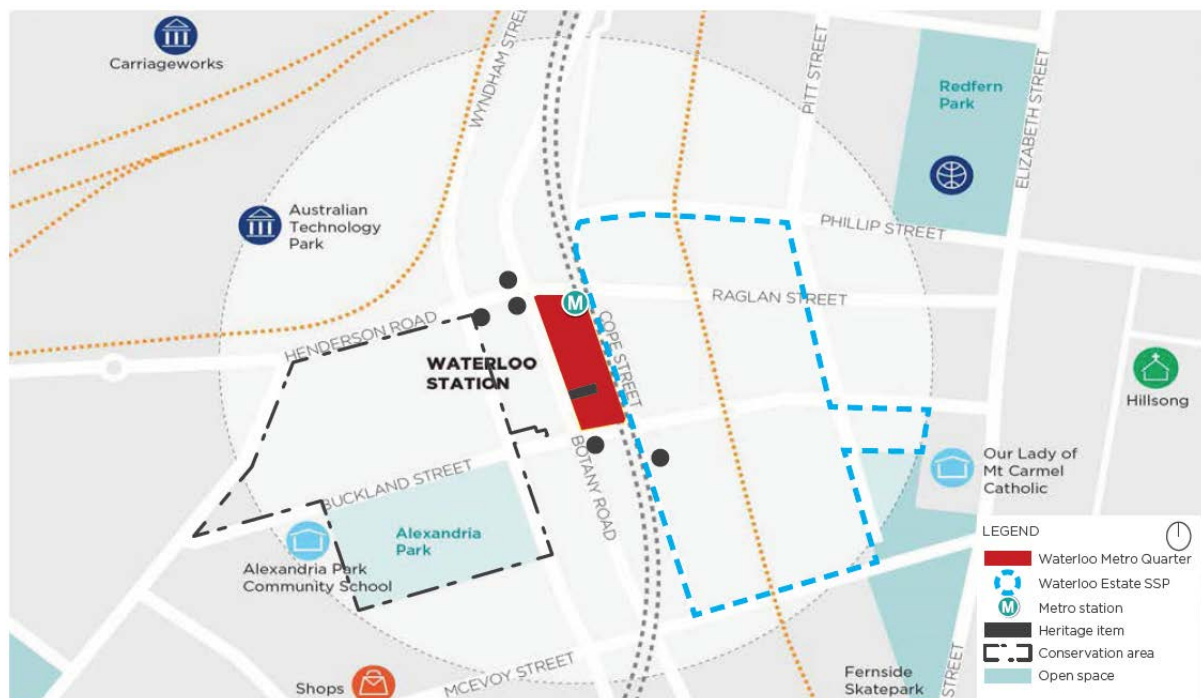 Carriageworks
WYNDHAM STREET
PITT STREET
Redfern
Park
ELIZABETH STREET
Australian
Technology
Park
PHILLIP STREET
M
RAGLAN STREET
HENDERSON ROAD
COPE STREET
WATERLOO
STATION
Hillsong
BOTANY ROAD
BUCKLAND STREET
Our Lady of
Mt Carmel
Catholic
Alexandria
Park
Alexandria Park
Community School
MCEVOY STREET
Shops
Fernside
Skatepark
STREET
LEGEND
Waterloo Metro Quarter
Waterloo Estate SSP
M
Metro station
Heritage item
Conservation area
Open space